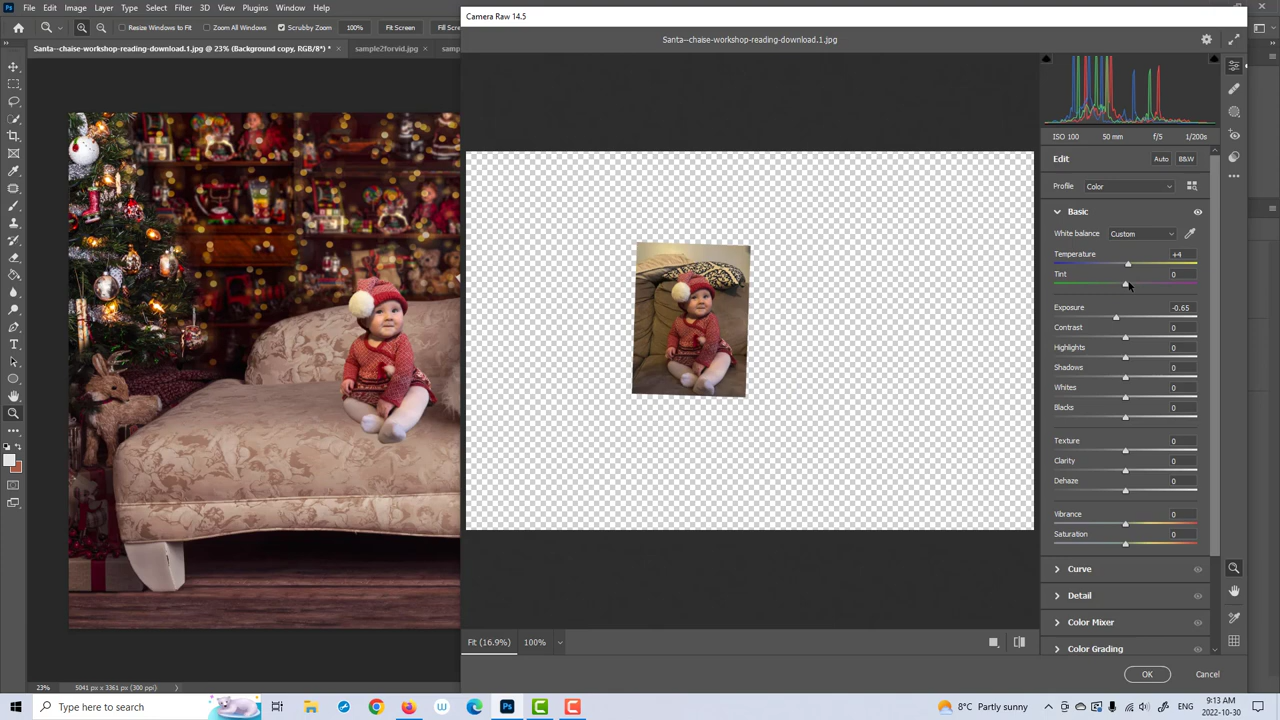 File
Edit
Image
Layer
Type
Select
Filter
3D
View
Plugins
Window
Resize Windows to Fit
Zoom All Windows
Scrubby Zoom
100%
Fit Screen
Fill Scre
Santa--chaise-workshop-reading-download.1.jpg @ 23% (Background copy, RGB/8*) *
sample2forvid.jpg
samp
Camera Raw 14.5
Santa--chaise-workshop-reading-download.1.jpg
ISO 100
50 mm
f/5
1/200s
Edit
Auto
B&W
Profile
Color
Basic
White balance
Custom
Temperature
+4
Tint
0
Exposure
-0.65
Contrast
0
Highlights
0
Shadows
0
Whites
0
Blacks
0
Texture
0
Clarity
0
Dehaze
0
Vibrance
0
Saturation
0
Curve
Detail
Color Mixer
Color Grading
Fit (16.9%)
100%
OK
Cancel
23%
5041 px x 3361 px (300 ppi)
Type here to search
8°C Partly sunny
ENG
9:13 AM
2022-10-30